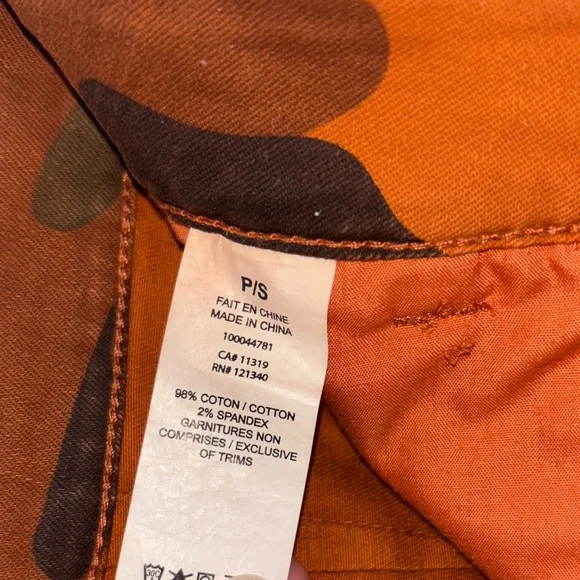 P/S
FAIT EN CHINE
MADE IN CHINA
100044781
CA# 11319
RN# 121340
98% COTON / COTTON
2% SPANDEX
GARNITURES NON
COMPRISES / EXCLUSIVE
OF TRIMS
30C